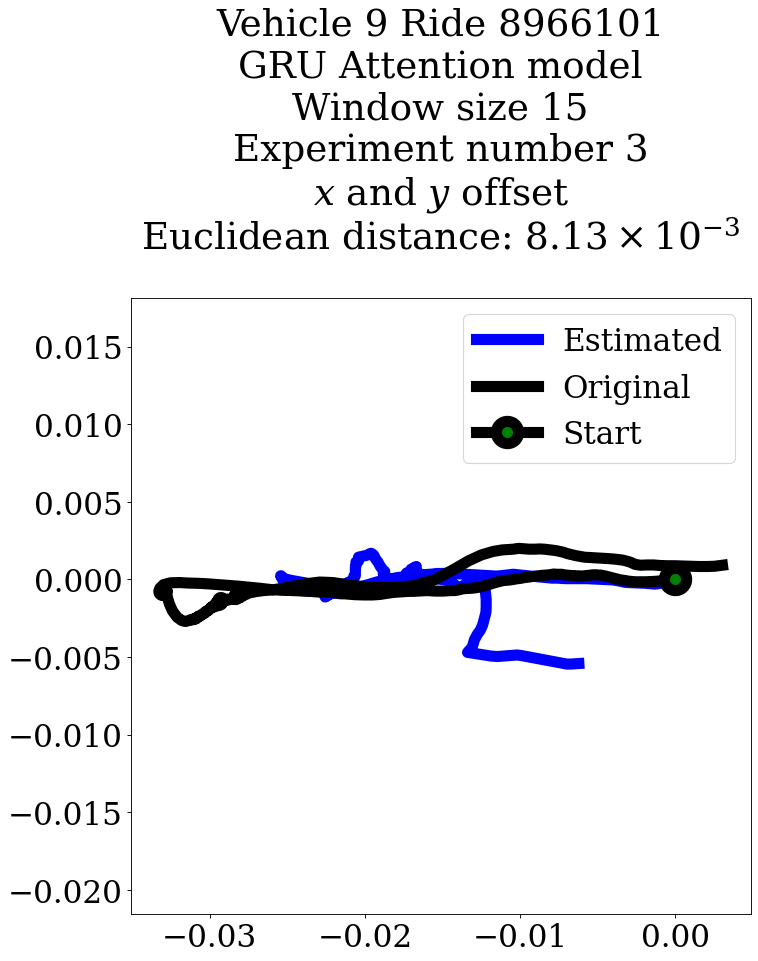 Vehicle 9 Ride 8966101
GRU Attention model
Window size 15
Experiment number 3
x and y offset
Euclidean distance: 8.13 × 10⁻³
Estimated
Original
Start
0.015
0.010
0.005
0.000
−0.005
−0.010
−0.015
−0.020
−0.03 −0.02 −0.01 0.00